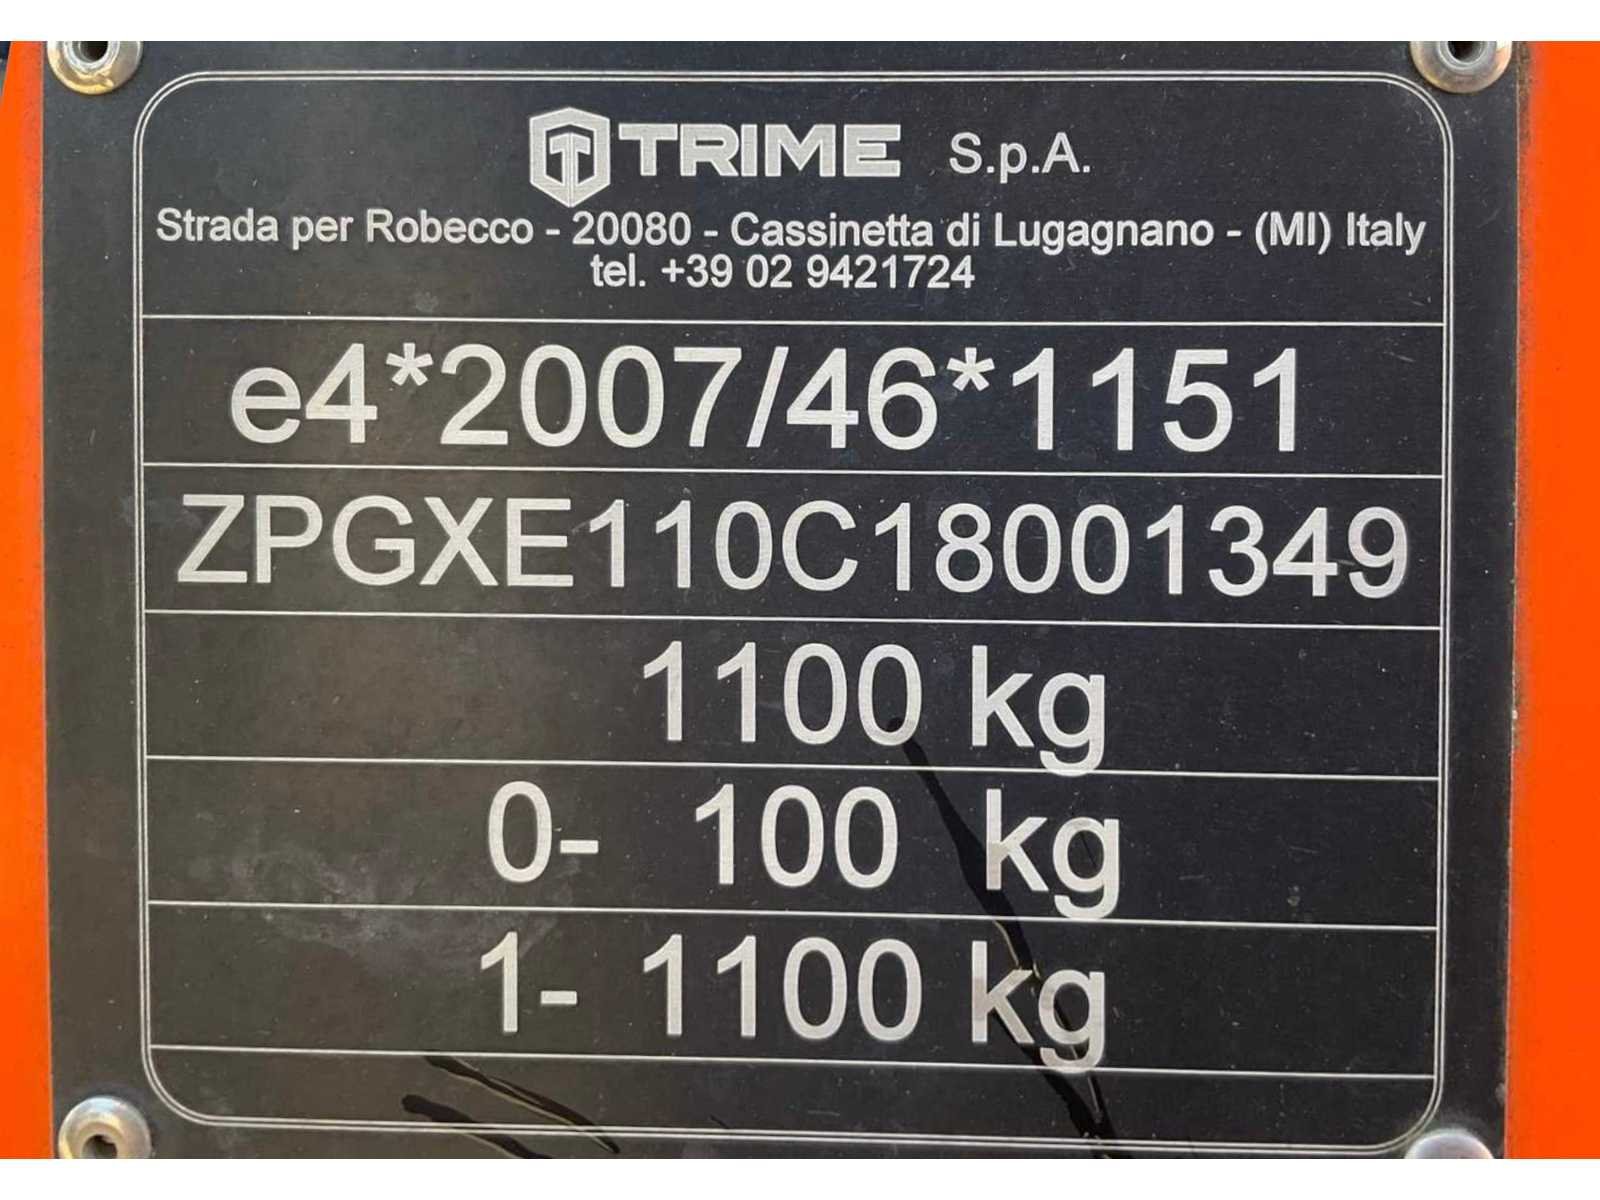 TRIME S.p.A.
Strada per Robecco - 20080 - Cassinetta di Lugagnano - (MI) Italy
tel. +39 02 9421724
e4*2007/46*1151
ZPGXE110C18001349
1100 kg
0- 100 kg
1- 1100 kg